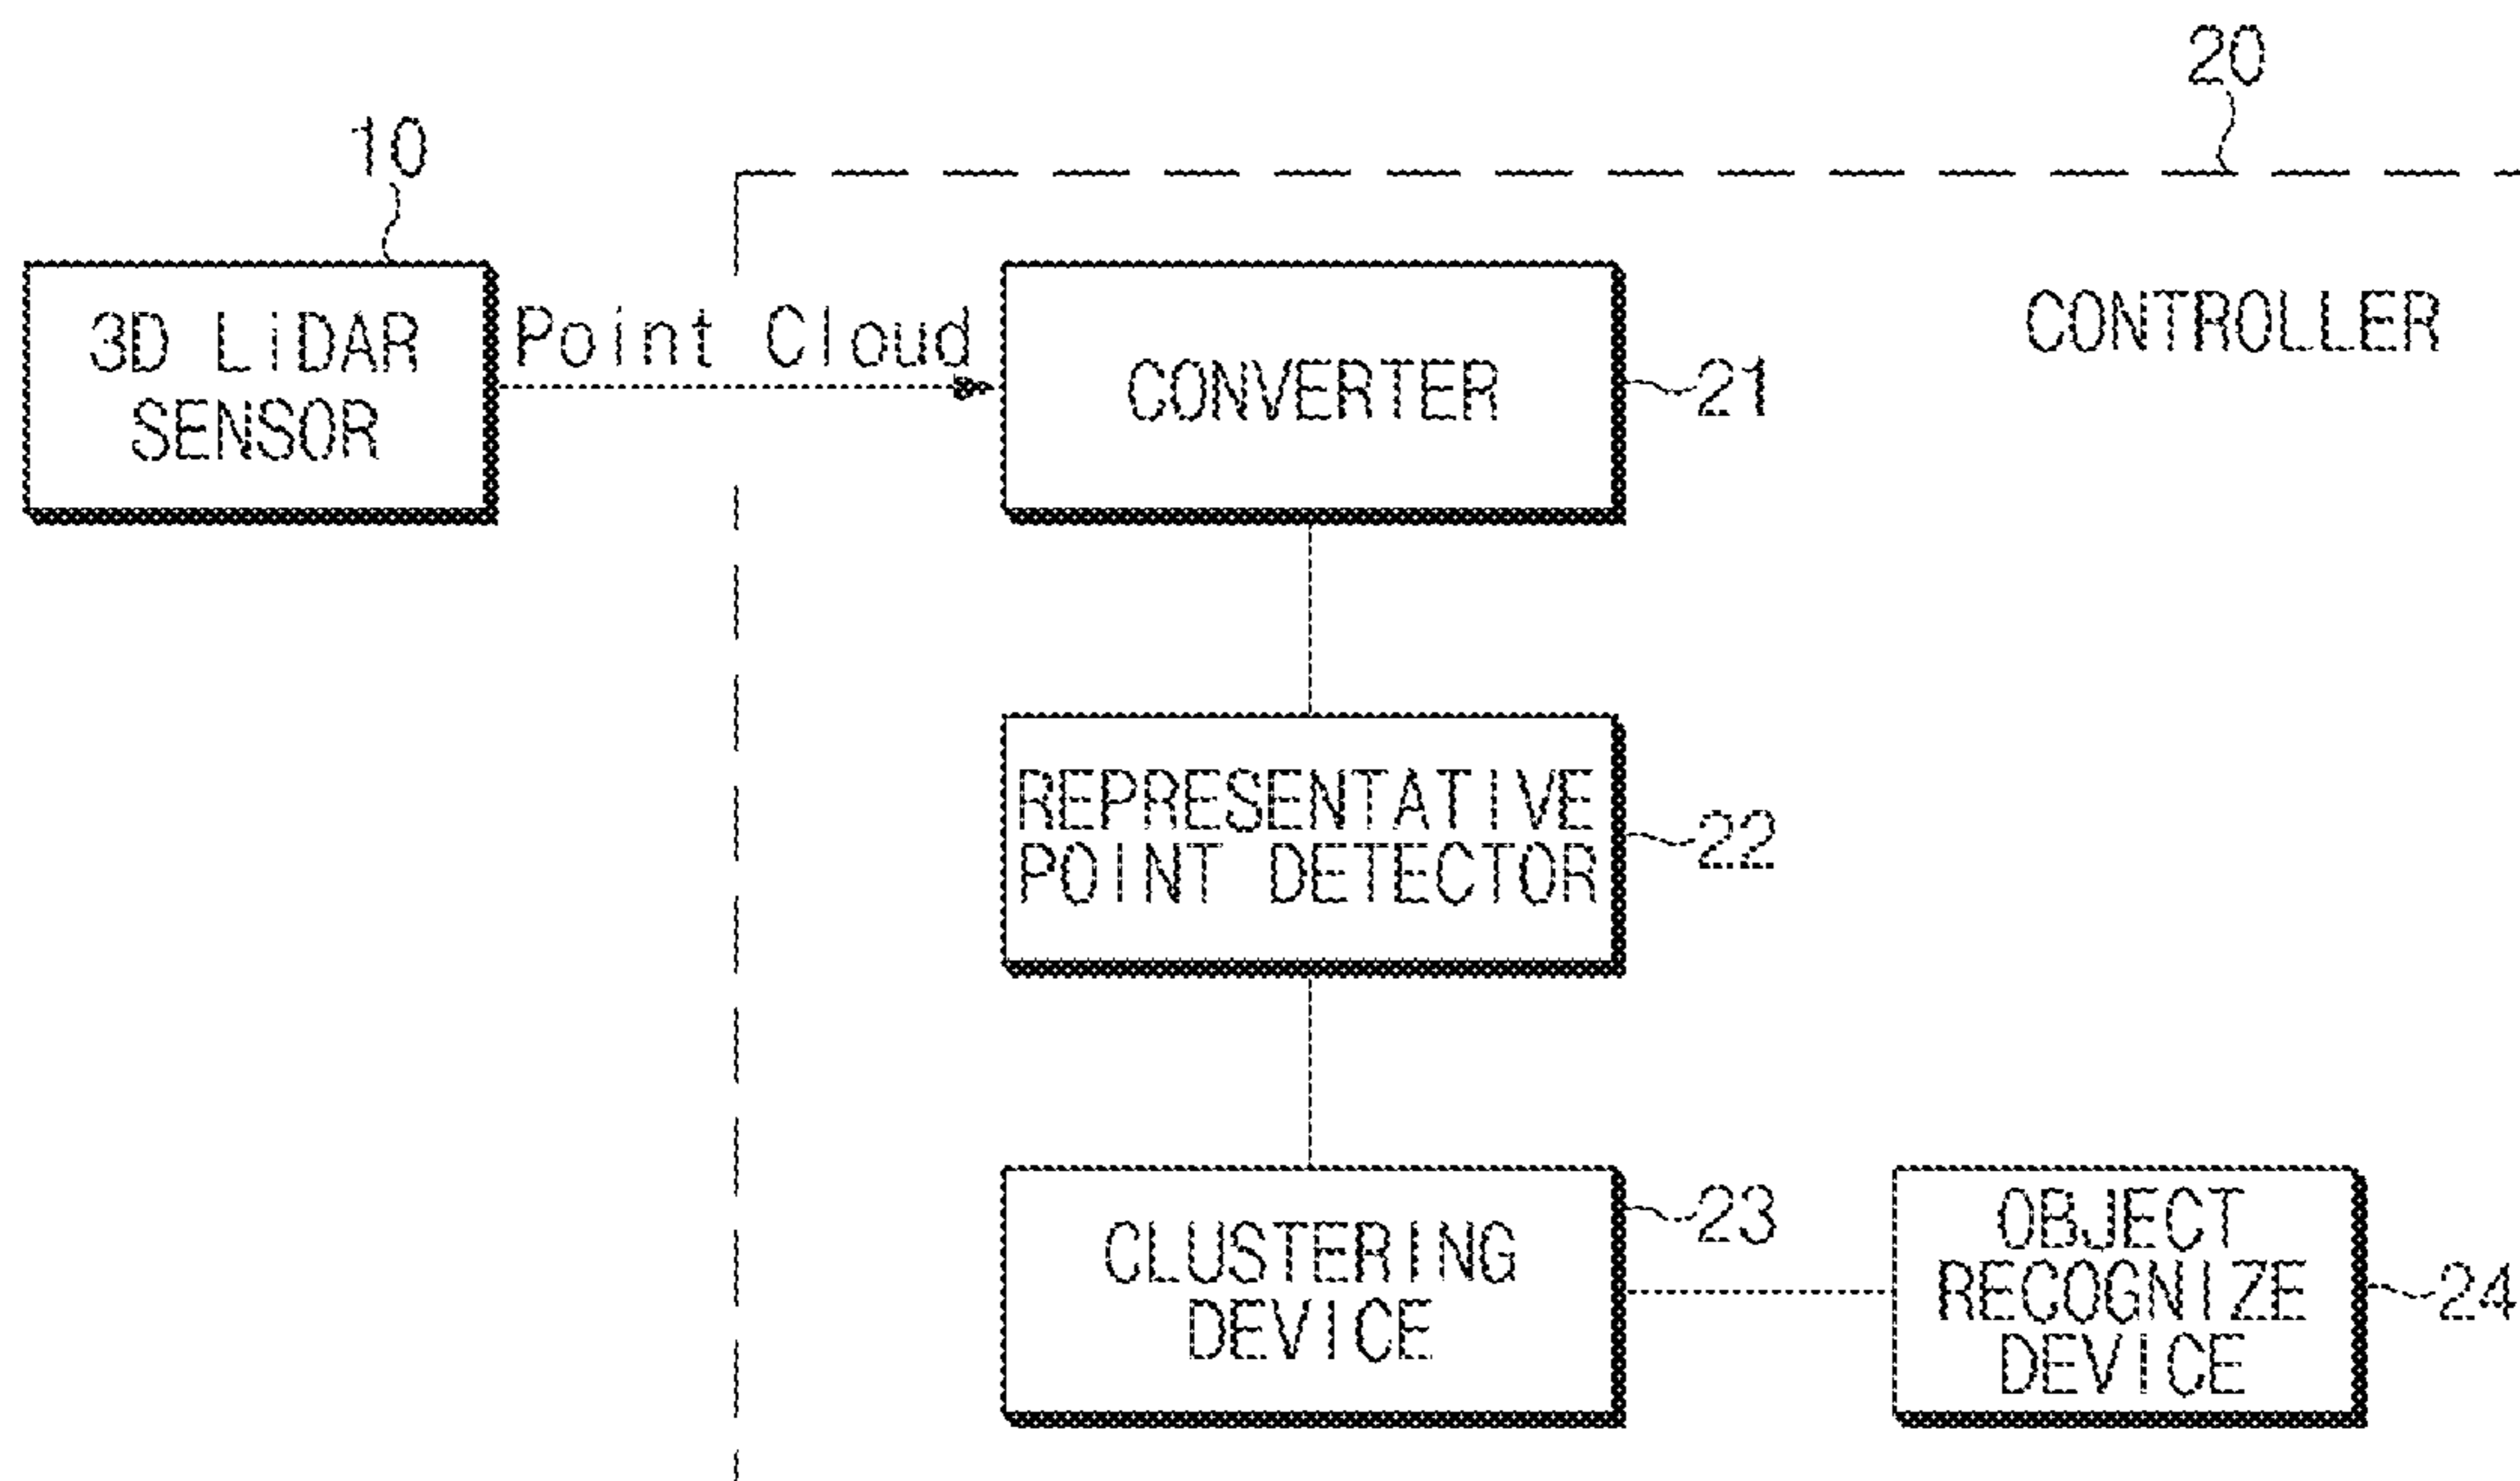 20
10
3D LiDAR
SENSOR
Point Cloud
CONVERTER
21
CONTROLLER
REPRESENTATIVE
POINT DETECTOR
22
CLUSTERING
DEVICE
23
OBJECT
RECOGNIZE
DEVICE
24